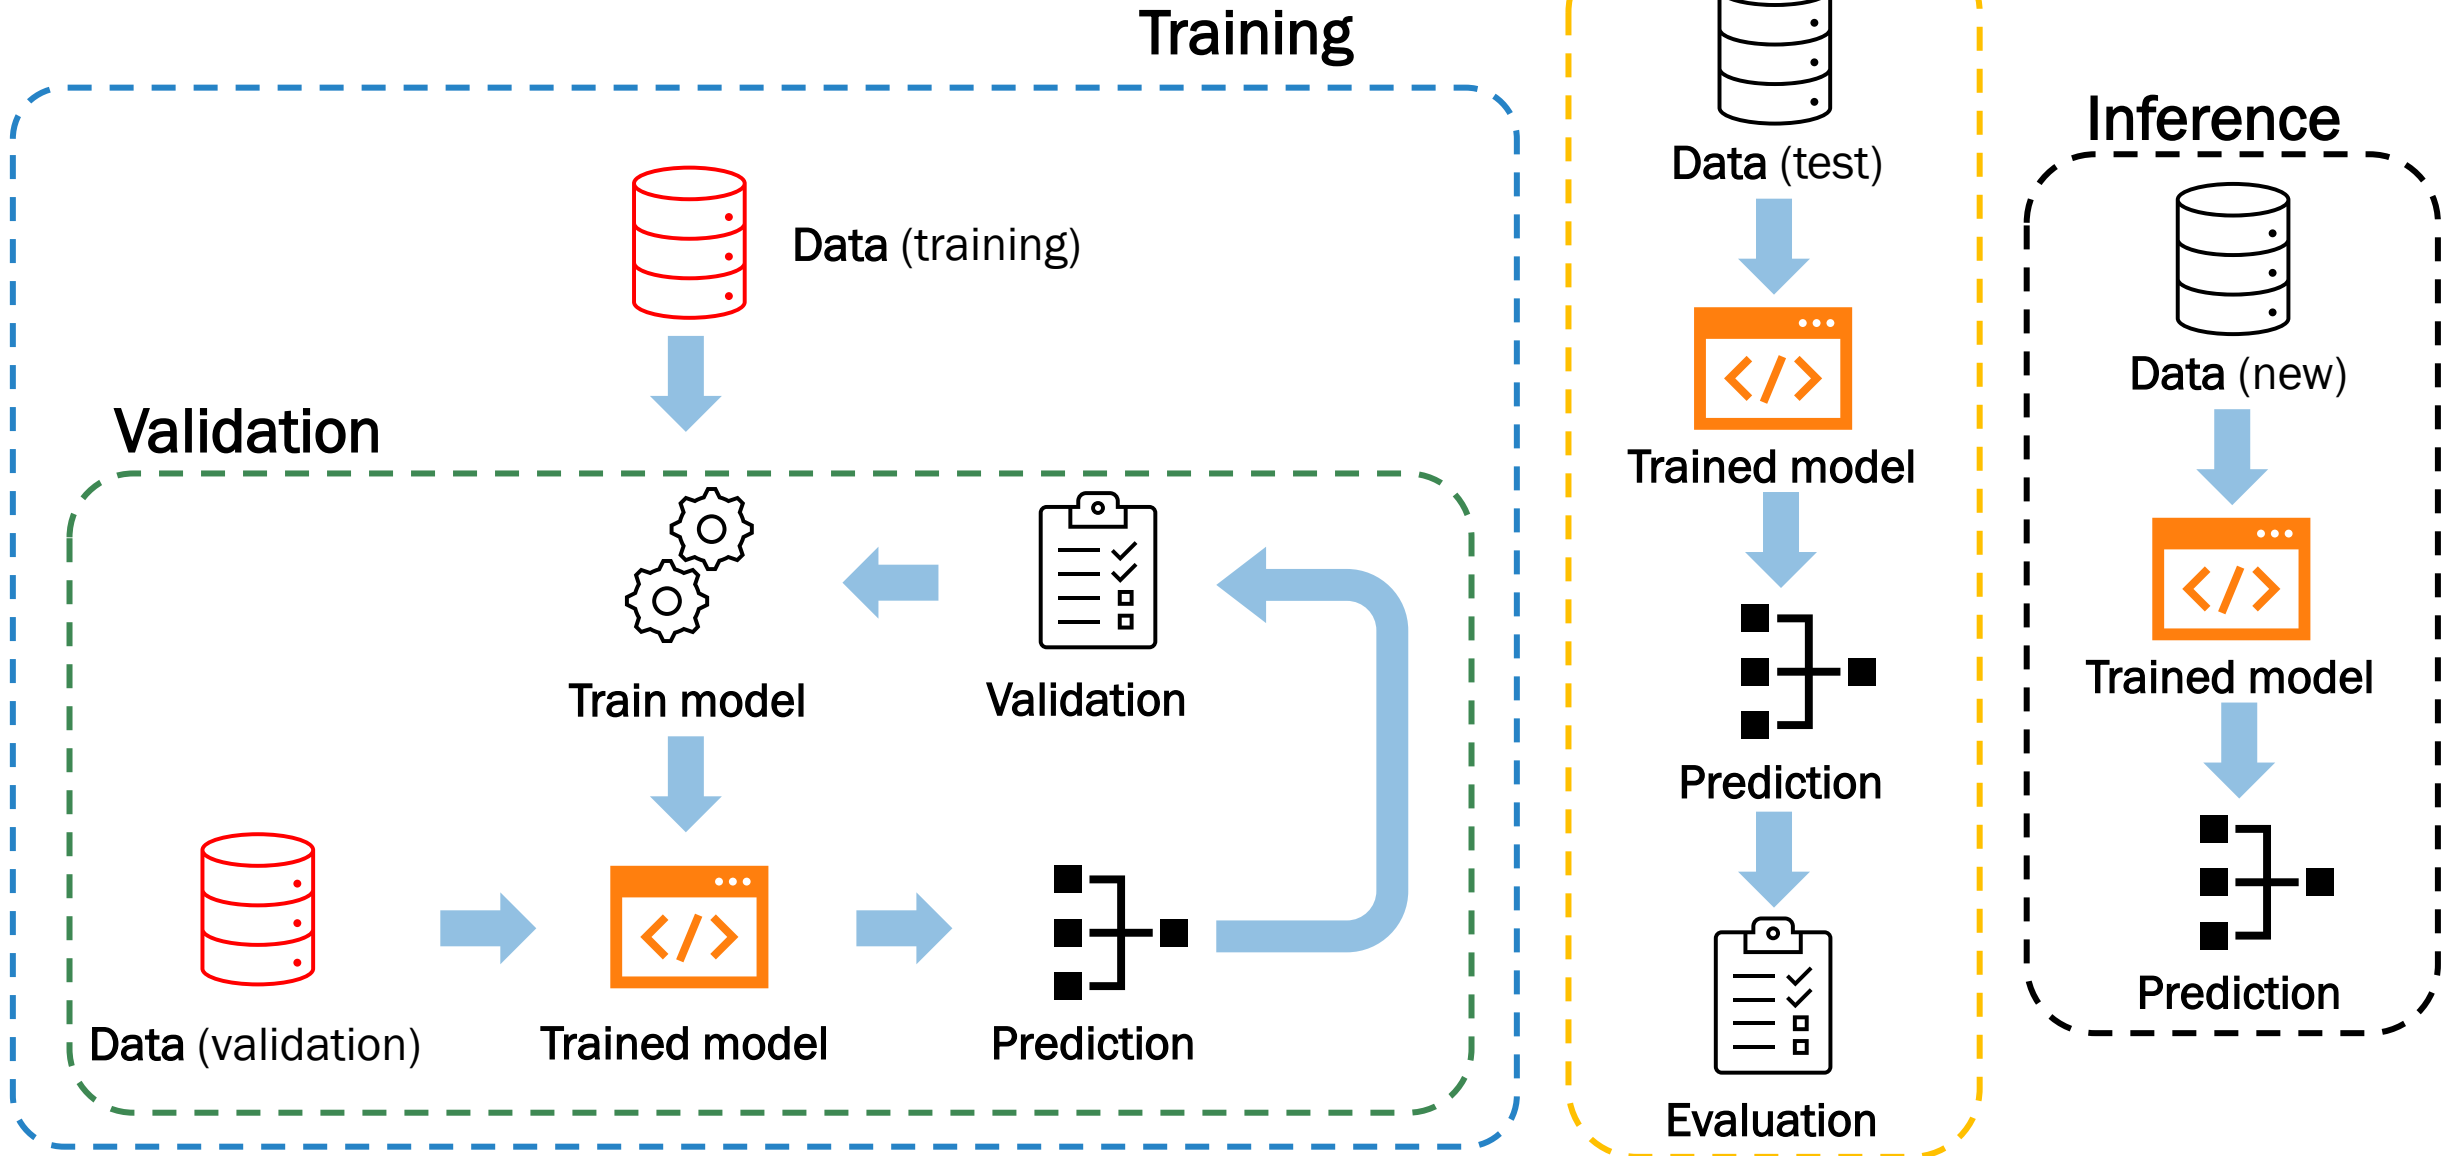 Training
Data (training)
Validation
Train model
Validation
Data (validation)
Trained model
Prediction
Data (test)
Trained model
Prediction
Evaluation
Inference
Data (new)
Trained model
Prediction